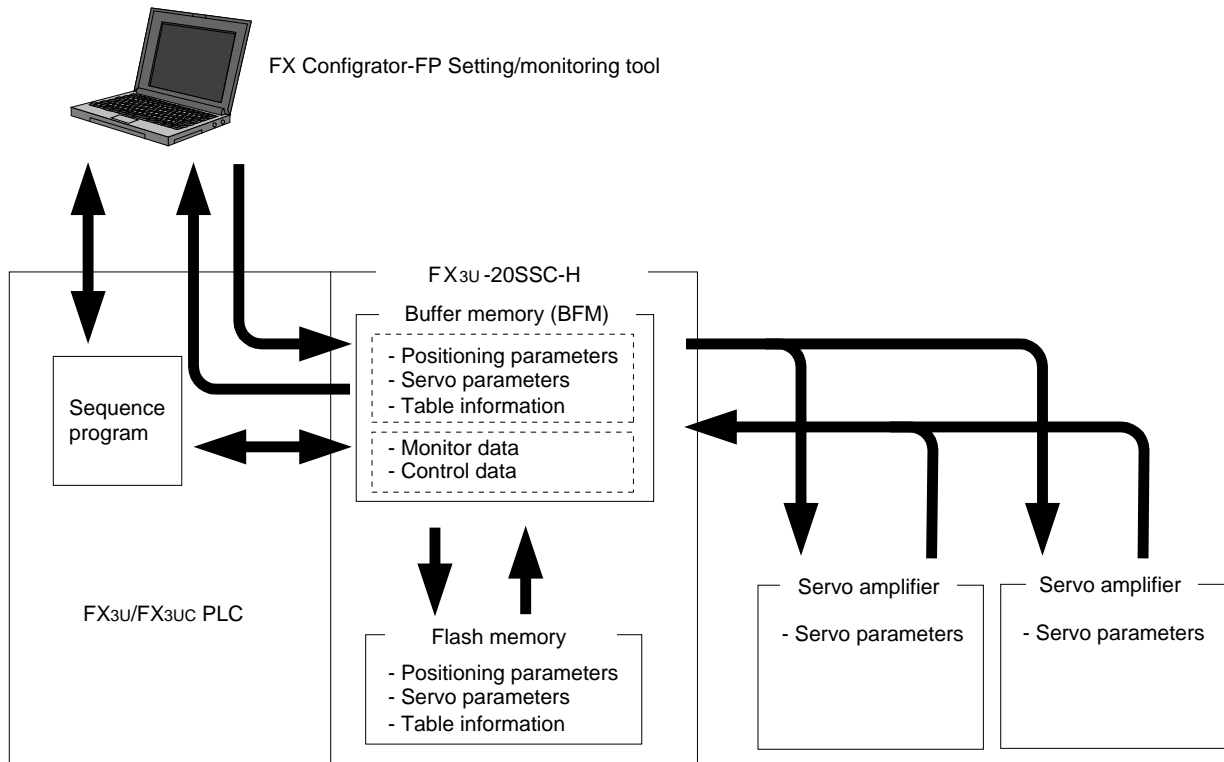 FX Configrator-FP Setting/monitoring tool
FX3U-20SSC-H
Buffer memory (BFM)
- Positioning parameters
- Servo parameters
- Table information
- Monitor data
- Control data
Sequence
program
FX3U/FX3UC PLC
Flash memory
- Positioning parameters
- Servo parameters
- Table information
Servo amplifier
- Servo parameters
Servo amplifier
- Servo parameters